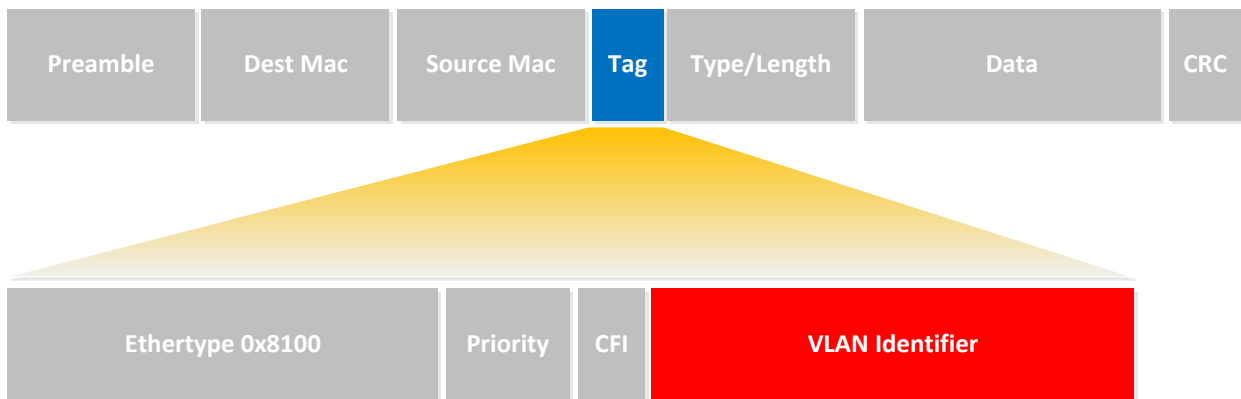 Preamble Dest Mac Source Mac Tag Type/Length Data CRC
Ethertype 0x8100 Priority CFI VLAN Identifier